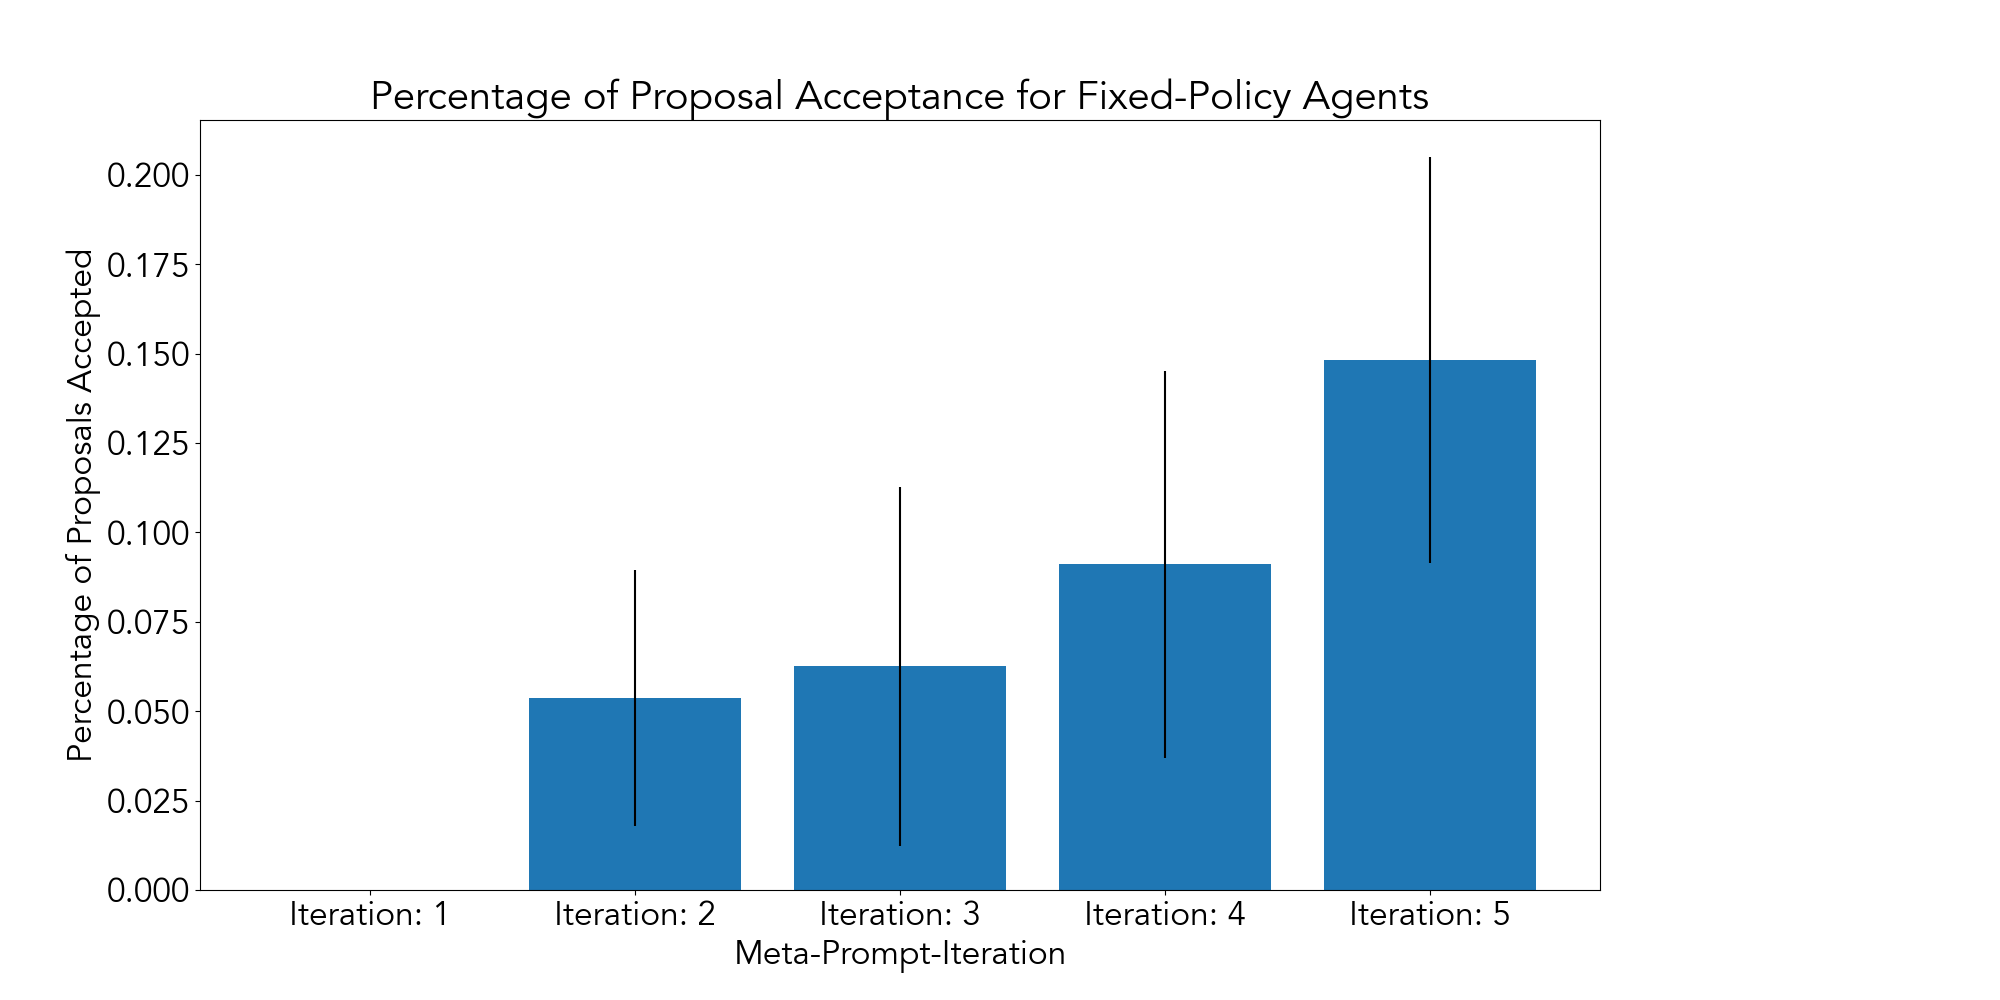 Percentage of Proposal Acceptance for Fixed-Policy Agents
Percentage of Proposals Accepted
0.200
0.175
0.150
0.125
0.100
0.075
0.050
0.025
0.000
Iteration: 1 Iteration: 2 Iteration: 3 Iteration: 4 Iteration: 5
Meta-Prompt-Iteration